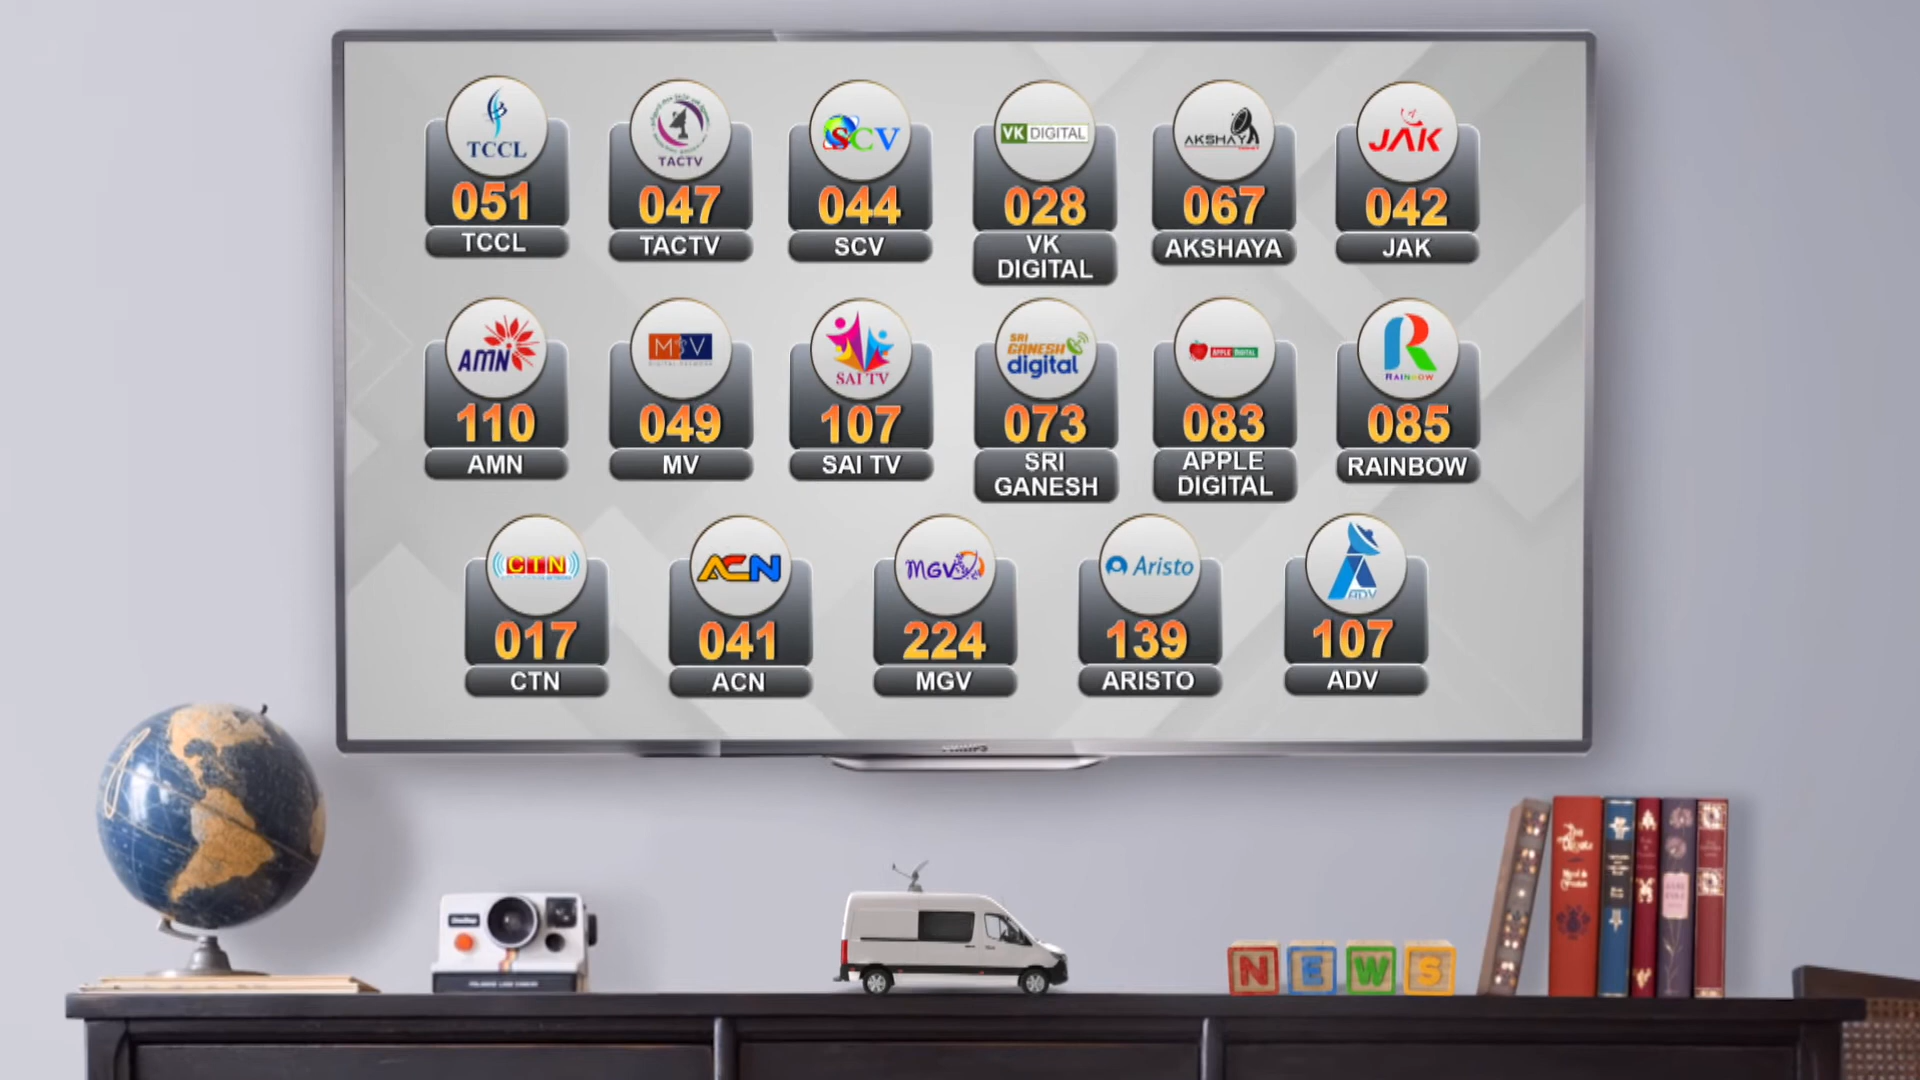 TCCL
051
TCCL
TACTV
047
TACTV
SCV
044
SCV
VK DIGITAL
028
VK
DIGITAL
AKSHAYA
067
AKSHAYA
JAK
042
JAK
AMN
110
AMN
MV
049
MV
SAI TV
107
SAI TV
SRI
GANESH
digital
073
SRI
GANESH
APPLE DIGITAL
083
APPLE
DIGITAL
RAINBOW
085
RAINBOW
CTN
017
CTN
ACN
041
ACN
MGV
224
MGV
Aristo
139
ARISTO
ADV
107
ADV
PHILIPS
NEWS